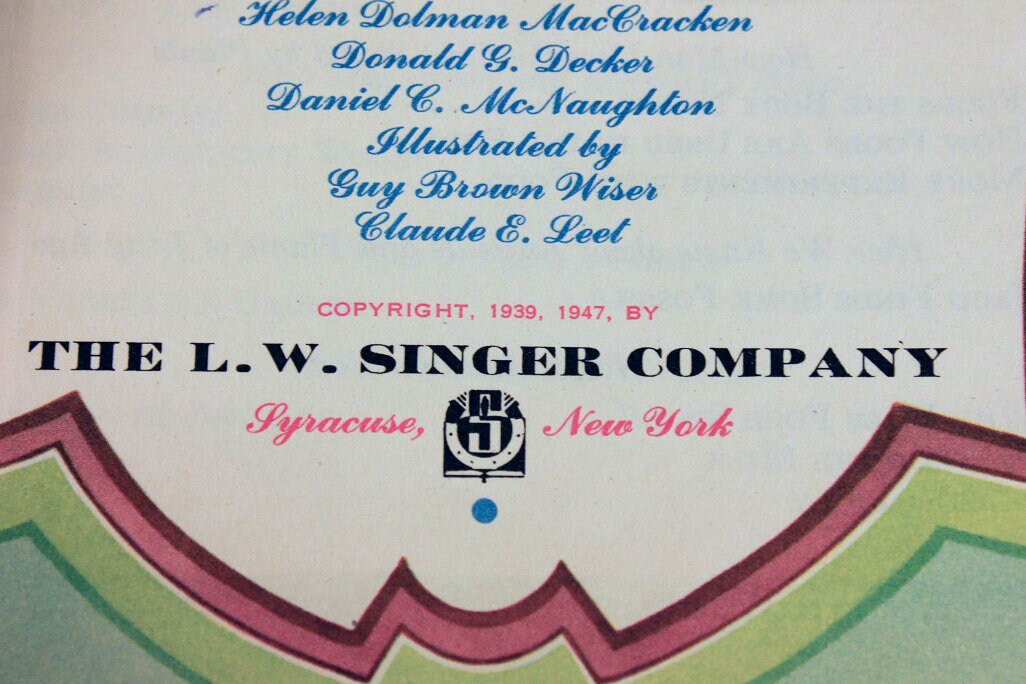 Helen Dolman MacCracken
Donald G. Decker
Daniel C. McNaughton
Illustrated by
Guy Brown Wiser
Claude E. Leet
COPYRIGHT, 1939, 1947, BY
THE L. W. SINGER COMPANY
Syracuse, New York
S